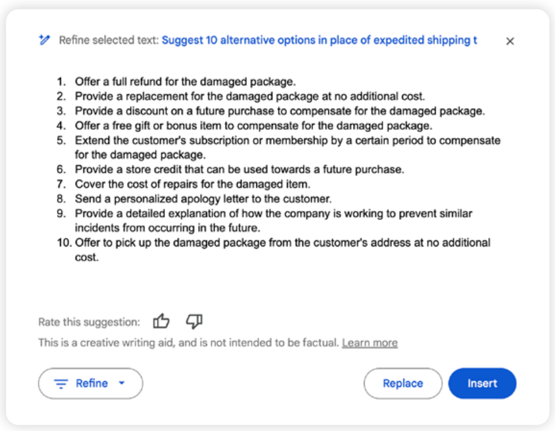 Refine selected text: Suggest 10 alternative options in place of expedited shipping t
1. Offer a full refund for the damaged package.
2. Provide a replacement for the damaged package at no additional cost.
3. Provide a discount on a future purchase to compensate for the damaged package.
4. Offer a free gift or bonus item to compensate for the damaged package.
5. Extend the customer's subscription or membership by a certain period to compensate
for the damaged package.
6. Provide a store credit that can be used towards a future purchase.
7. Cover the cost of repairs for the damaged item.
8. Send a personalized apology letter to the customer.
9. Provide a detailed explanation of how the company is working to prevent similar
incidents from occurring in the future.
10. Offer to pick up the damaged package from the customer's address at no additional
cost.
Rate this suggestion:
This is a creative writing aid, and is not intended to be factual. Learn more
Refine
Replace
Insert